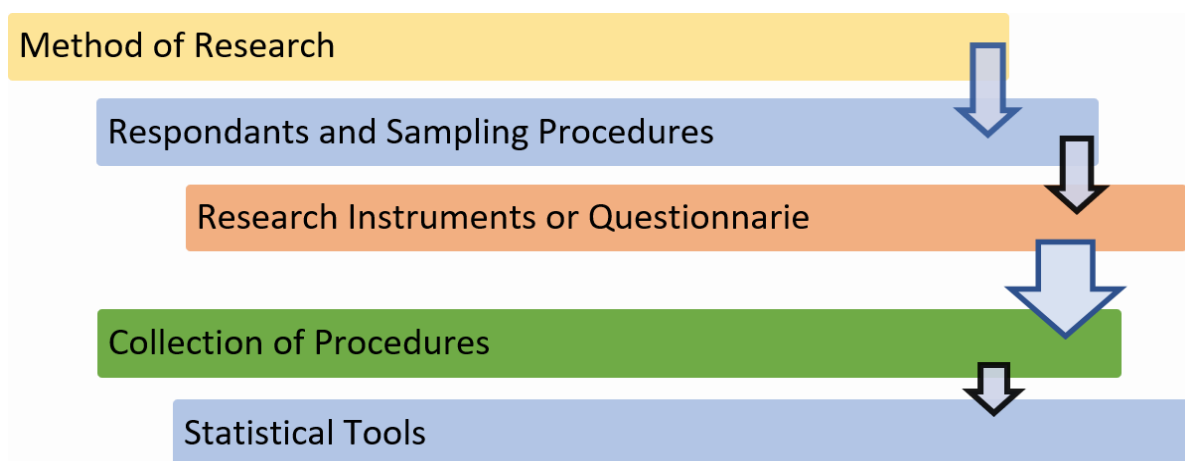 Method of Research
Respondants and Sampling Procedures
Research Instruments or Questionnarie
Collection of Procedures
Statistical Tools